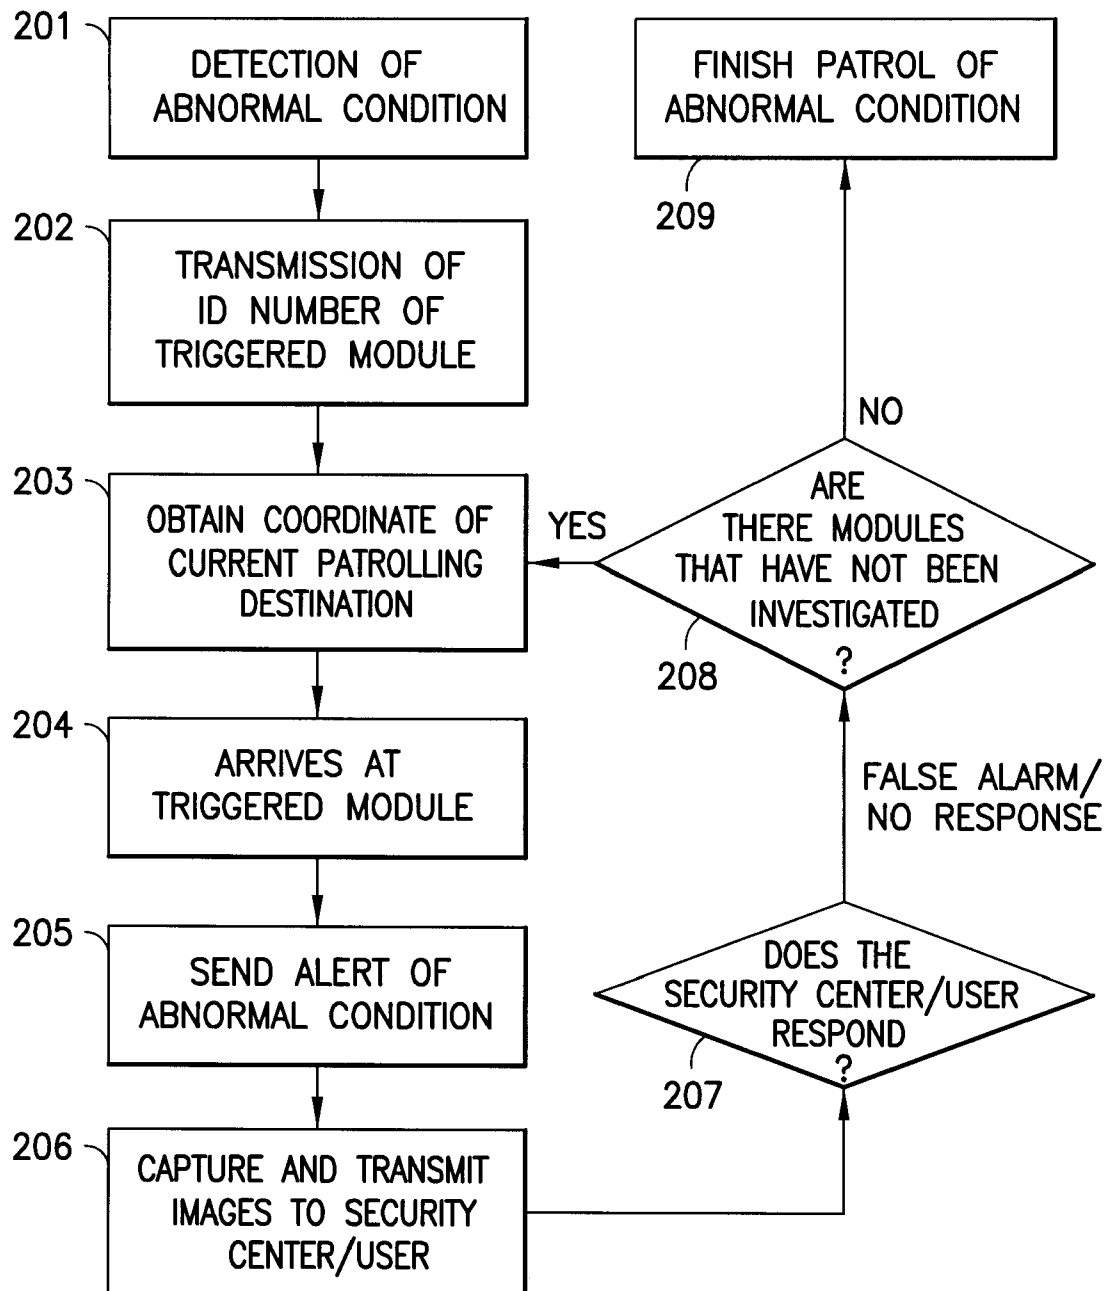 201
DETECTION OF
ABNORMAL CONDITION
202
TRANSMISSION OF
ID NUMBER OF
TRIGGERED MODULE
203
OBTAIN COORDINATE OF
CURRENT PATROLLING
DESTINATION
204
ARRIVES AT
TRIGGERED MODULE
205
SEND ALERT OF
ABNORMAL CONDITION
206
CAPTURE AND TRANSMIT
IMAGES TO SECURITY
CENTER/USER
DOES THE
SECURITY CENTER/USER
RESPOND
?
207
FALSE ALARM/
NO RESPONSE
ARE
THERE MODULES
THAT HAVE NOT BEEN
INVESTIGATED
?
208
YES
NO
FINISH PATROL OF
ABNORMAL CONDITION
209